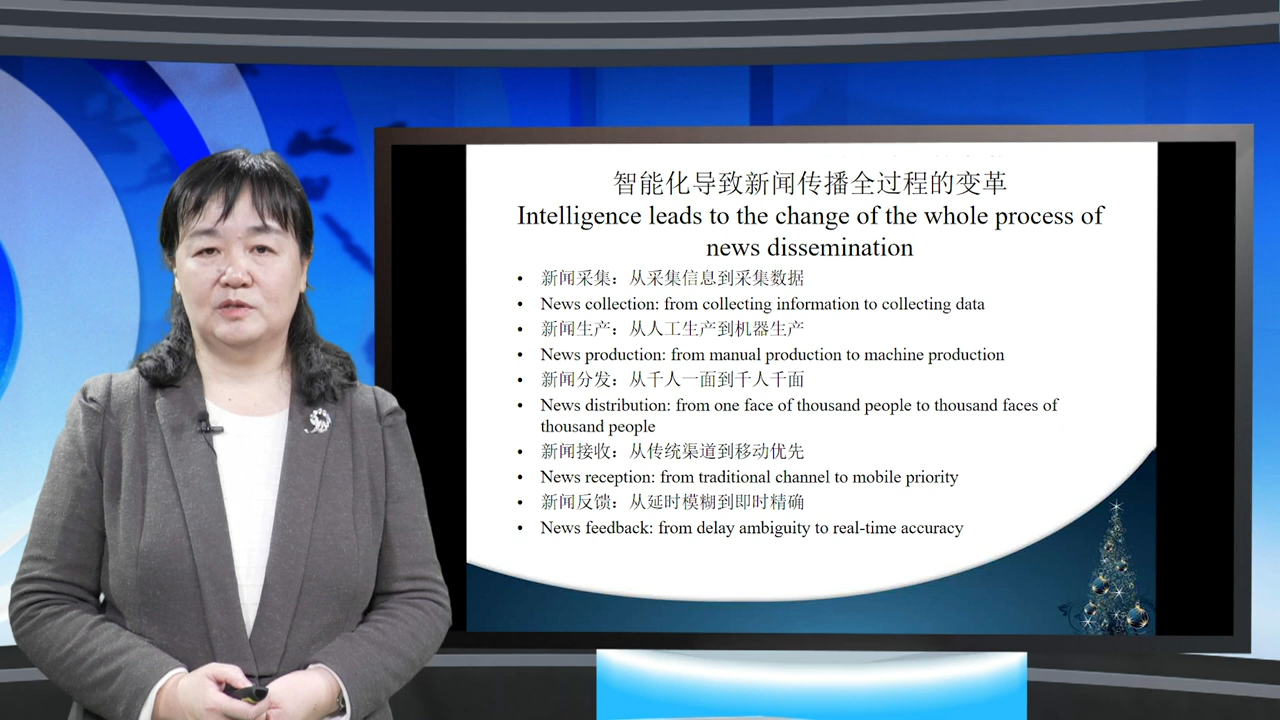 智能化导致新闻传播全过程的变革
Intelligence leads to the change of the whole process of
news dissemination
• 新闻采集：从采集信息到采集数据
• News collection: from collecting information to collecting data
• 新闻生产：从人工生产到机器生产
• News production: from manual production to machine production
• 新闻分发：从千人一面到千人千面
• News distribution: from one face of thousand people to thousand faces of
thousand people
• 新闻接收：从传统渠道到移动优先
• News reception: from traditional channel to mobile priority
• 新闻反馈：从延时模糊到即时精确
• News feedback: from delay ambiguity to real-time accuracy